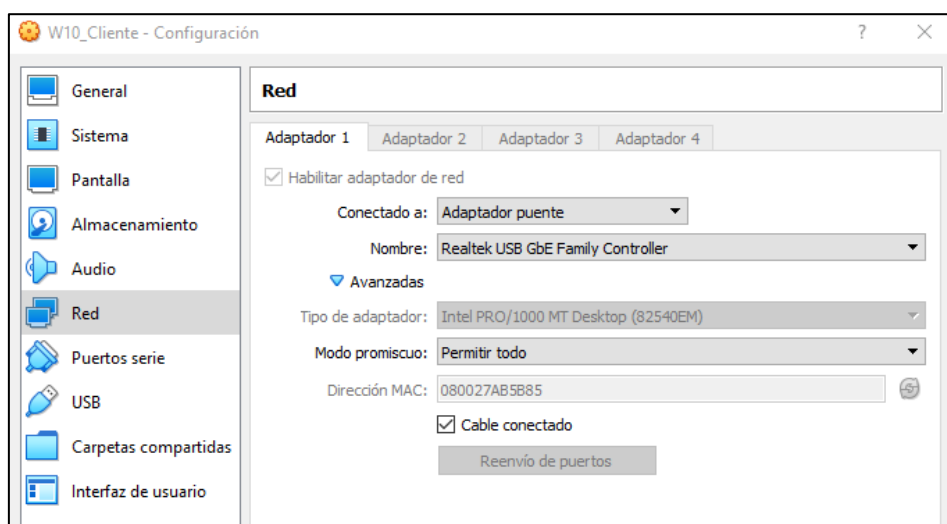 W10_Cliente - Configuración ?
General
Sistema
Pantalla
Almacenamiento
Audio
Red
Puertos serie
USB
Carpetas compartidas
Interfaz de usuario
Red
Adaptador 1 Adaptador 2 Adaptador 3 Adaptador 4
Habilitar adaptador de red
Conectado a: Adaptador puente
Nombre: Realtek USB GbE Family Controller
Avanzadas
Tipo de adaptador: Intel PRO/1000 MT Desktop (82540EM)
Modo promiscuo: Permitir todo
Dirección MAC: 080027AB5B85
Cable conectado
Reenvío de puertos